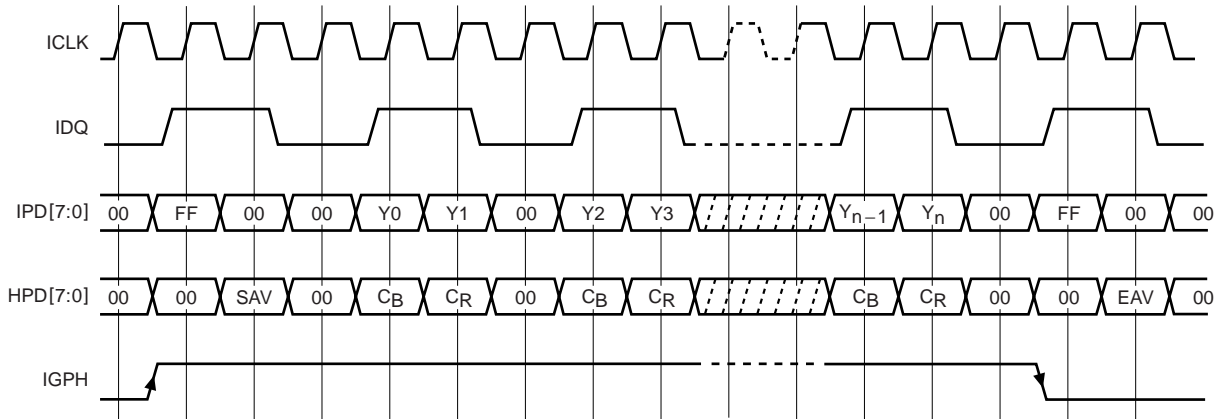 ICLK
IDQ
IPD[7:0] 00 FF 00 00 Y0 Y1 00 Y2 Y3 Yn−1 Yn 00 FF 00 00
HPD[7:0] 00 00 SAV 00 CB CR 00 CB CR CB CR 00 00 EAV 00
IGPH